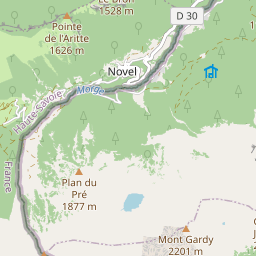 Le Bron
1528 m
Pointe
de l'Aritte
1626 m
D 30
Novel
Morge
Haute-Savoie
France
Plan du
Pré
1877 m
Mont Gardy
2201 m